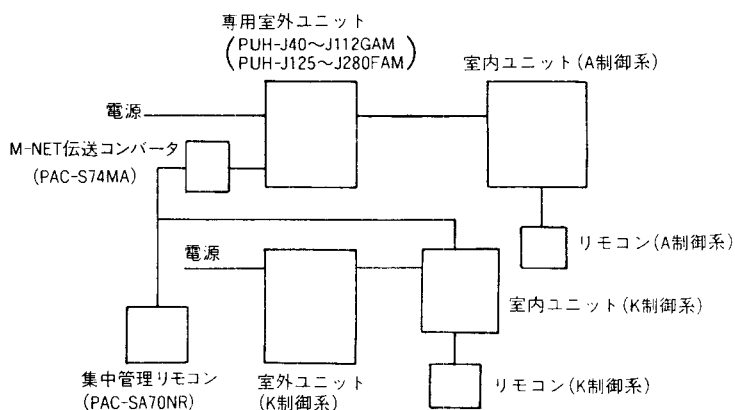 専用室外ユニット
(PUH-J40〜J112GAM
PUH-J125〜J280FAM)
室内ユニット(A制御系)
電源
M-NET伝送コンバータ
(PAC-S74MA)
リモコン(A制御系)
電源
室内ユニット(K制御系)
集中管理リモコン
(PAC-SA70NR)
室外ユニット
(K制御系)
リモコン(K制御系)